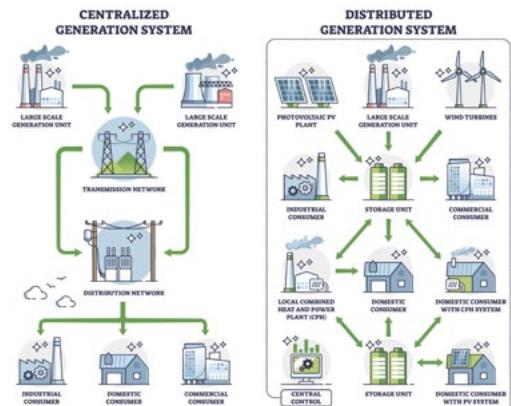 CENTRALIZED
GENERATION SYSTEM
LARGE SCALE
GENERATION UNIT
LARGE SCALE
GENERATION UNIT
TRANSMISSION NETWORK
DISTRIBUTION NETWORK
INDUSTRIAL
CONSUMER
DOMESTIC
CONSUMER
COMMERCIAL
CONSUMER
DISTRIBUTED
GENERATION SYSTEM
PHOTOVOLTAIC PV
PLANT
LARGE SCALE
GENERATION UNIT
WIND TURBINES
INDUSTRIAL
CONSUMER
STORAGE UNIT
COMMERCIAL
CONSUMER
LOCAL COMBINED
HEAT AND POWER
PLANT (CPH)
DOMESTIC
CONSUMER
DOMESTIC CONSUMER
WITH CPH SYSTEM
CENTRAL
CONTROL
STORAGE UNIT
DOMESTIC CONSUMER
WITH PV SYSTEM